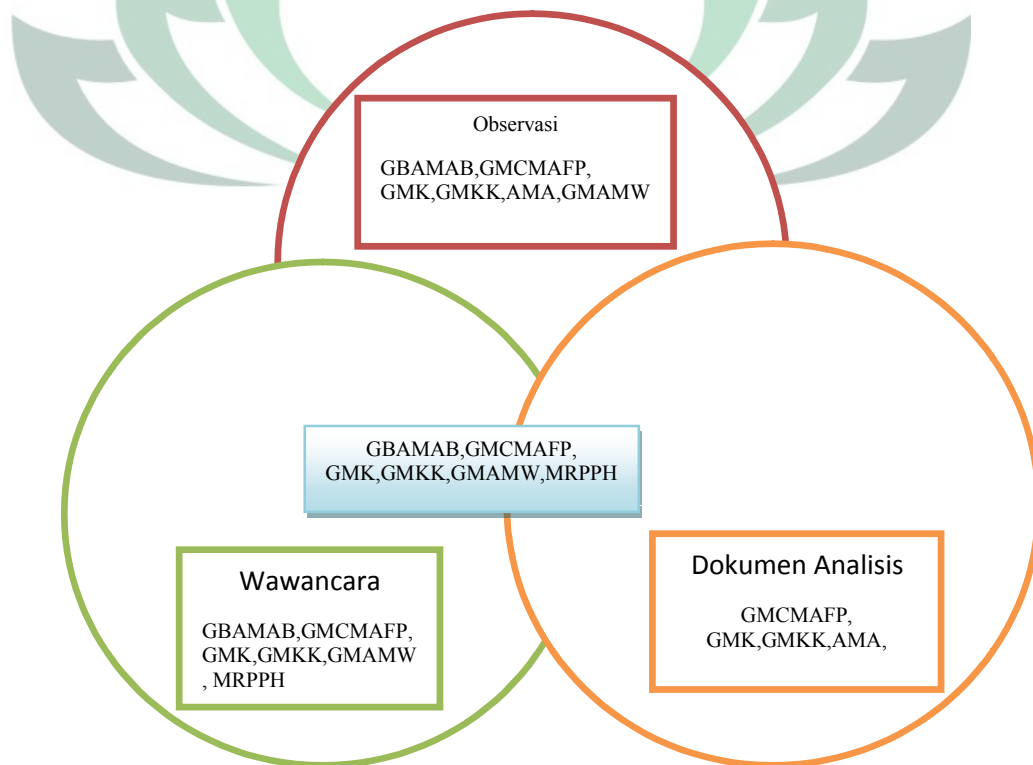 Observasi
GBAMAB,GMCMAFP,
GMK,GMKK,AMA,GMAMW
GBAMAB,GMCMAFP,
GMK,GMKK,GMAMW,MRPPH
Wawancara
GBAMAB,GMCMAFP,
GMK,GMKK,GMAMW
, MRPPH
Dokumen Analisis
GMCMAFP,
GMK,GMKK,AMA,